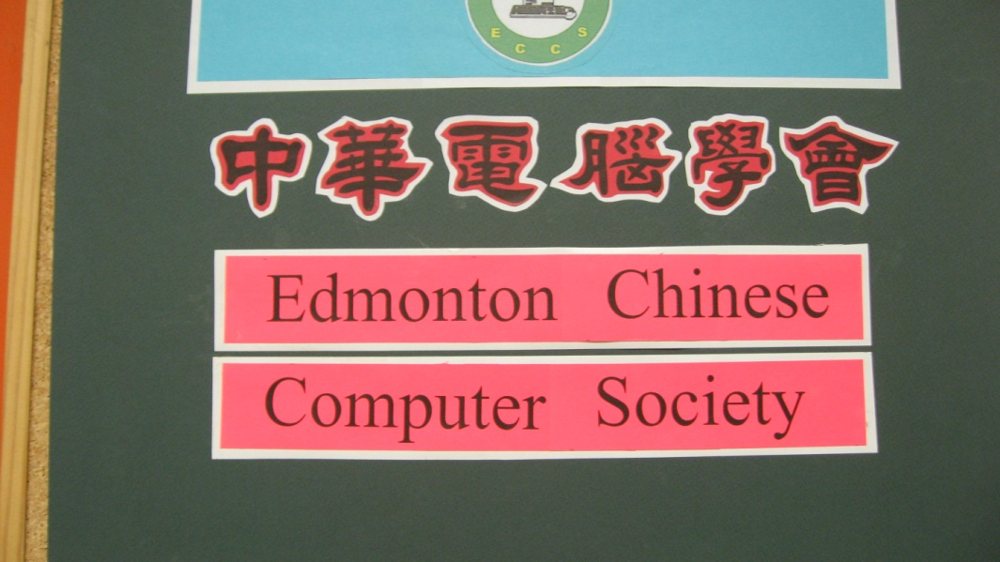 ECCS
中華電腦學會
Edmonton Chinese
Computer Society